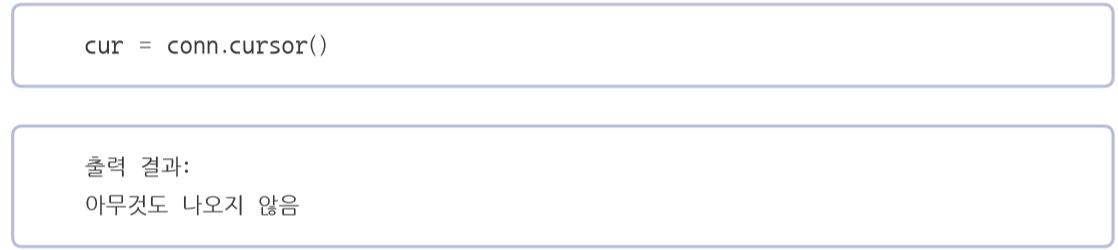 cur = conn.cursor()
출력 결과:
아무것도 나오지 않음